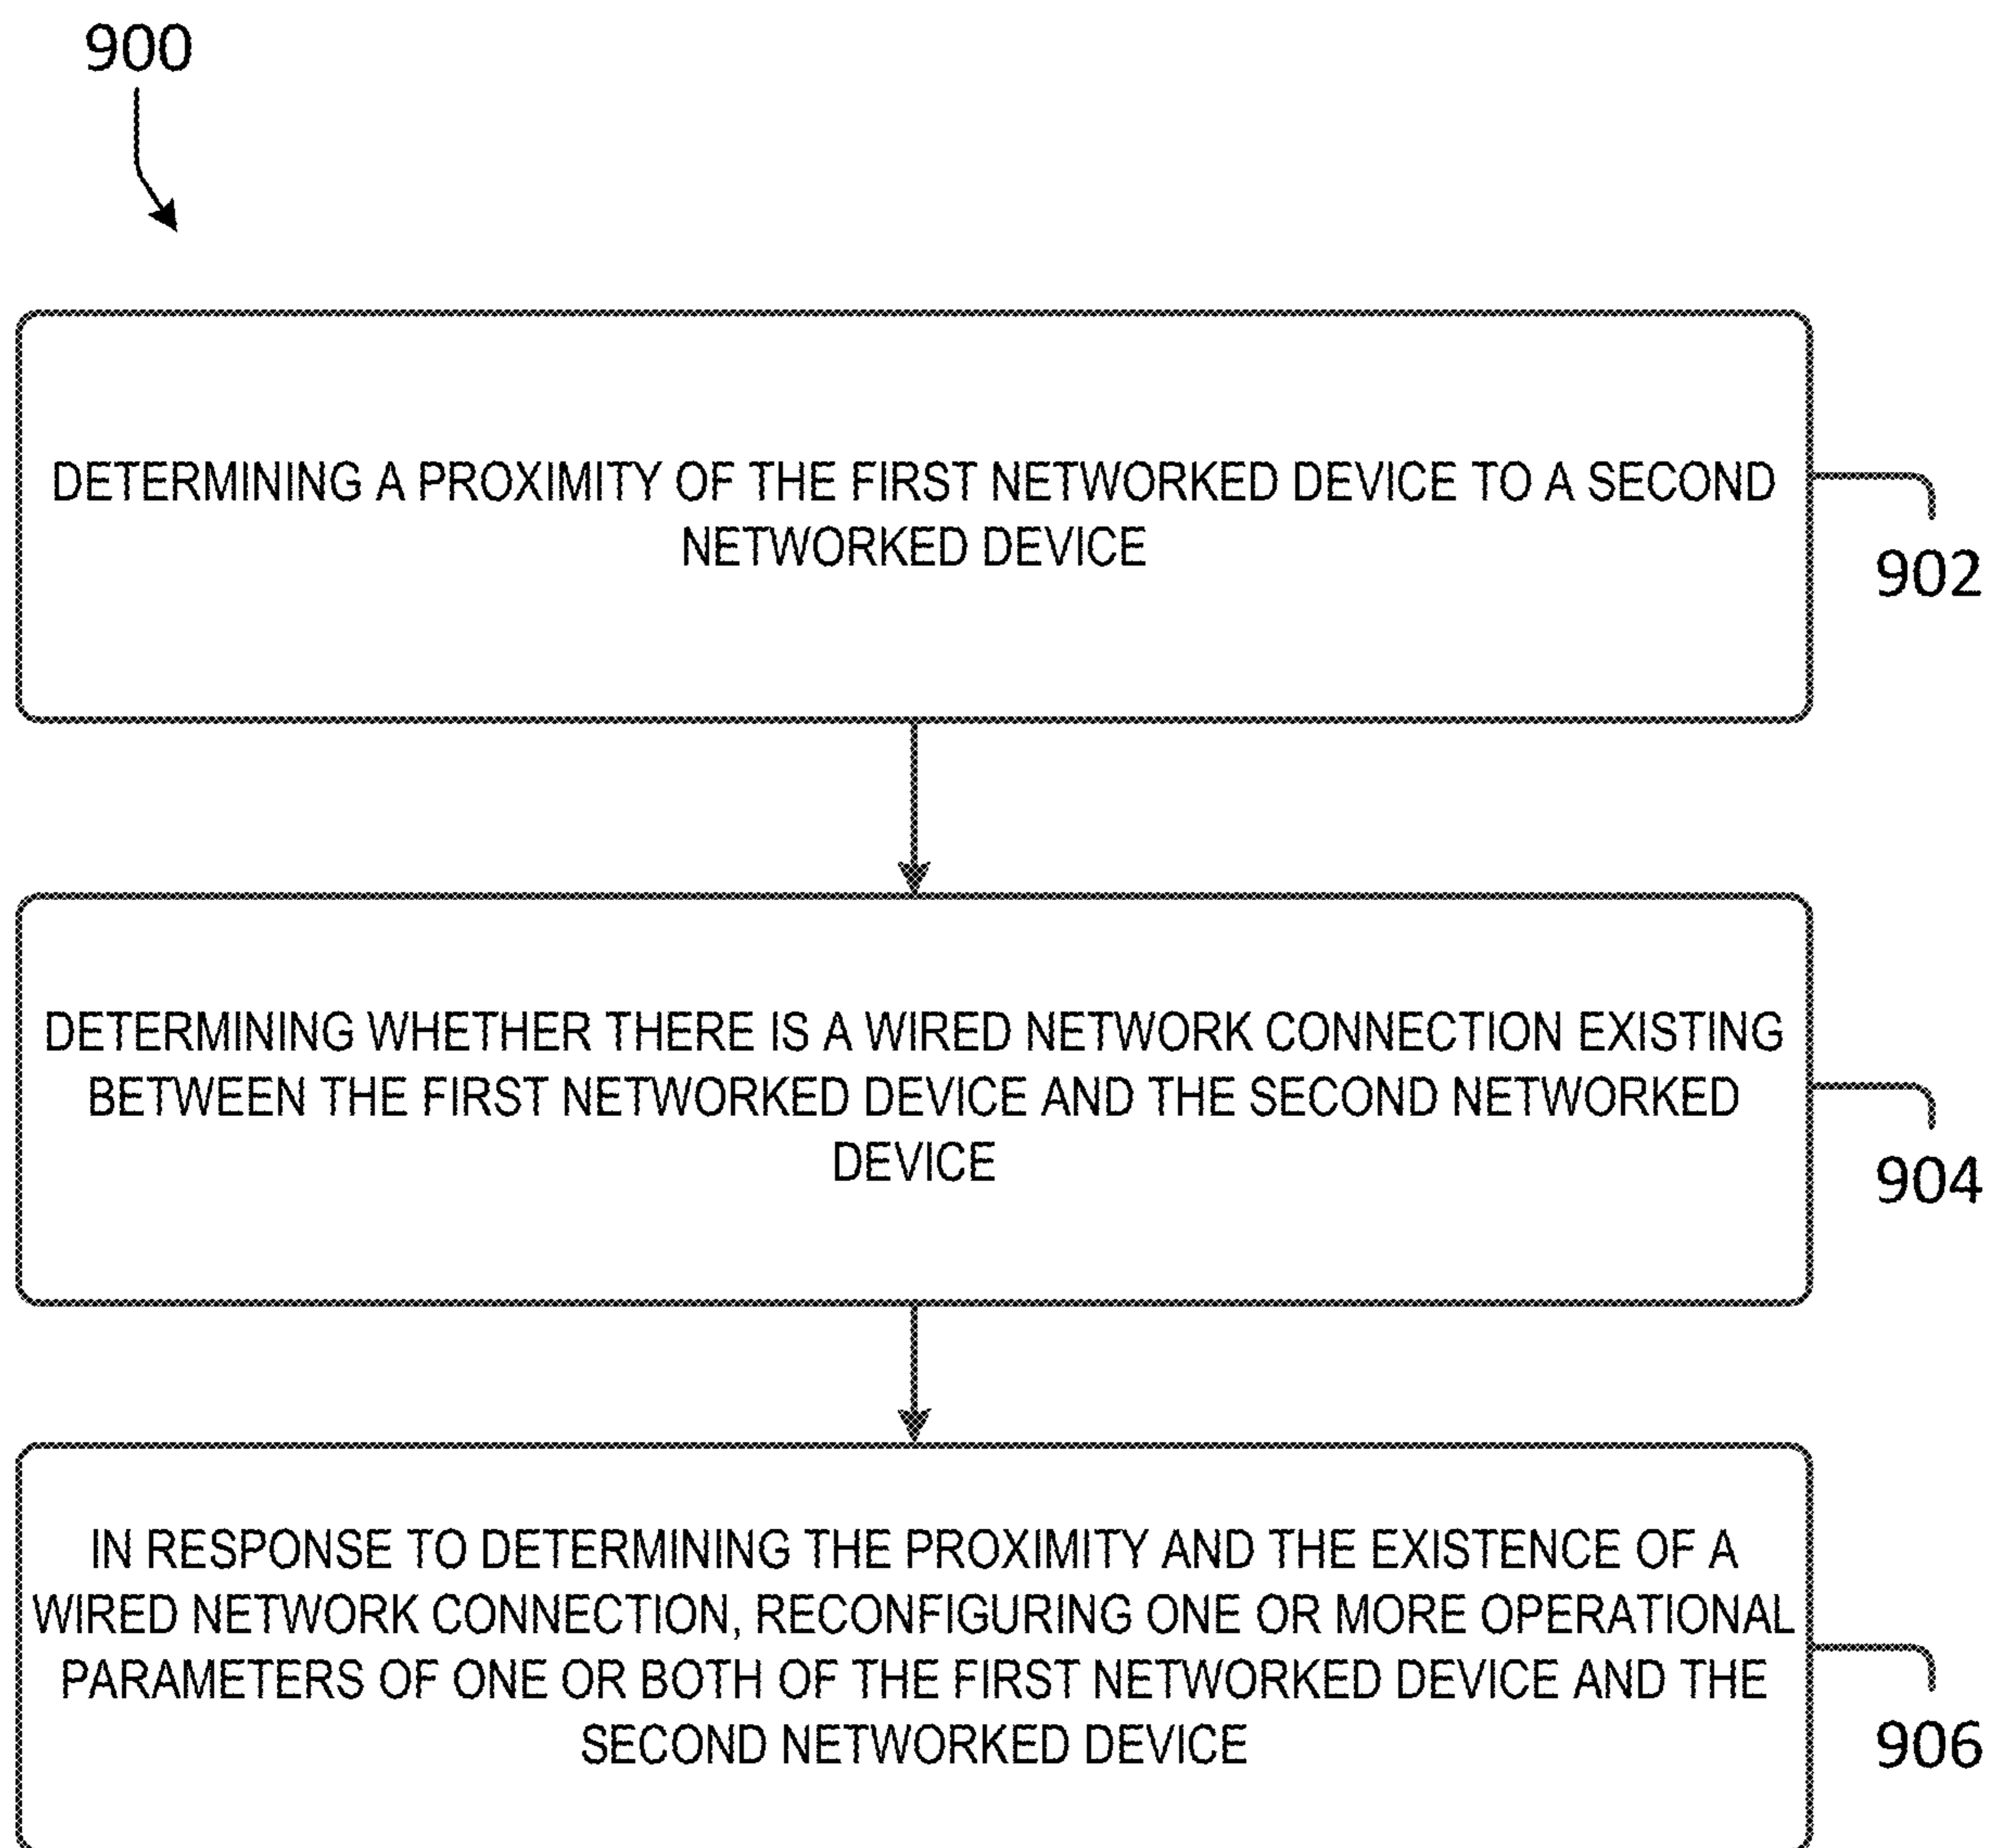 900
DETERMINING A PROXIMITY OF THE FIRST NETWORKED DEVICE TO A SECOND
NETWORKED DEVICE
902
DETERMINING WHETHER THERE IS A WIRED NETWORK CONNECTION EXISTING
BETWEEN THE FIRST NETWORKED DEVICE AND THE SECOND NETWORKED
DEVICE
904
IN RESPONSE TO DETERMINING THE PROXIMITY AND THE EXISTENCE OF A
WIRED NETWORK CONNECTION, RECONFIGURING ONE OR MORE OPERATIONAL
PARAMETERS OF ONE OR BOTH OF THE FIRST NETWORKED DEVICE AND THE
SECOND NETWORKED DEVICE
906